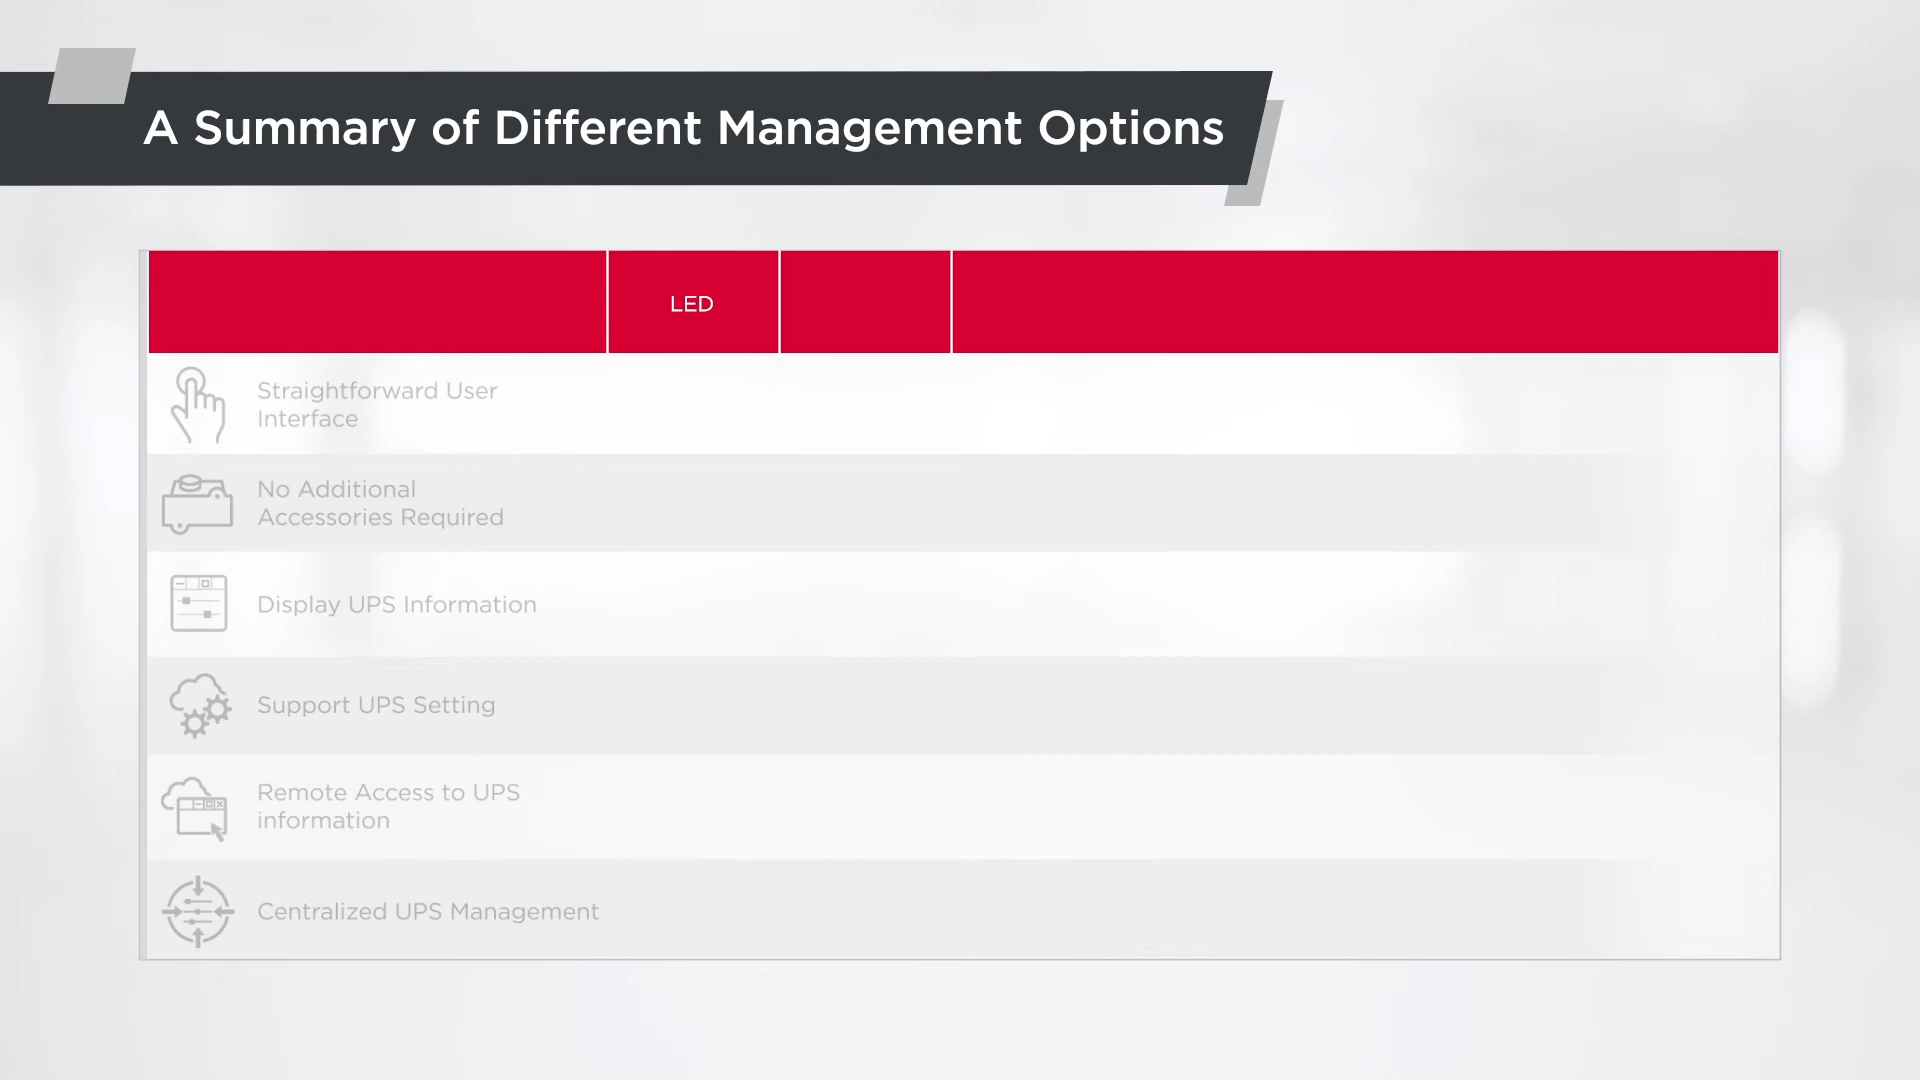 A Summary of Different Management Options
LED
Straightforward User
Interface
No Additional
Accessories Required
Display UPS Information
Support UPS Setting
Remote Access to UPS
information
Centralized UPS Management